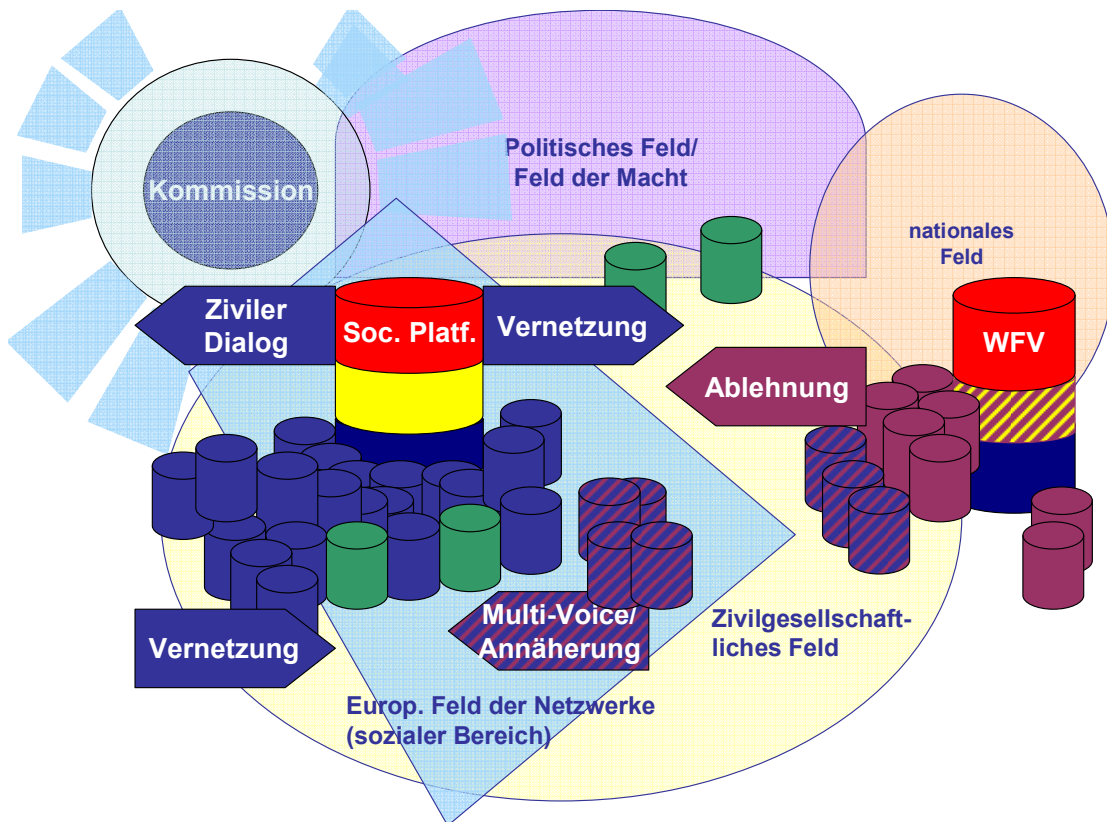 Politisches Feld/
Feld der Macht
Kommission
nationales
Feld
Ziviler
Dialog
Soc. Platf.
Vernetzung
WFV
Ablehnung
Multi-Voice/
Annäherung
Zivilgesellschaft-
liches Feld
Vernetzung
Europ. Feld der Netzwerke
(sozialer Bereich)